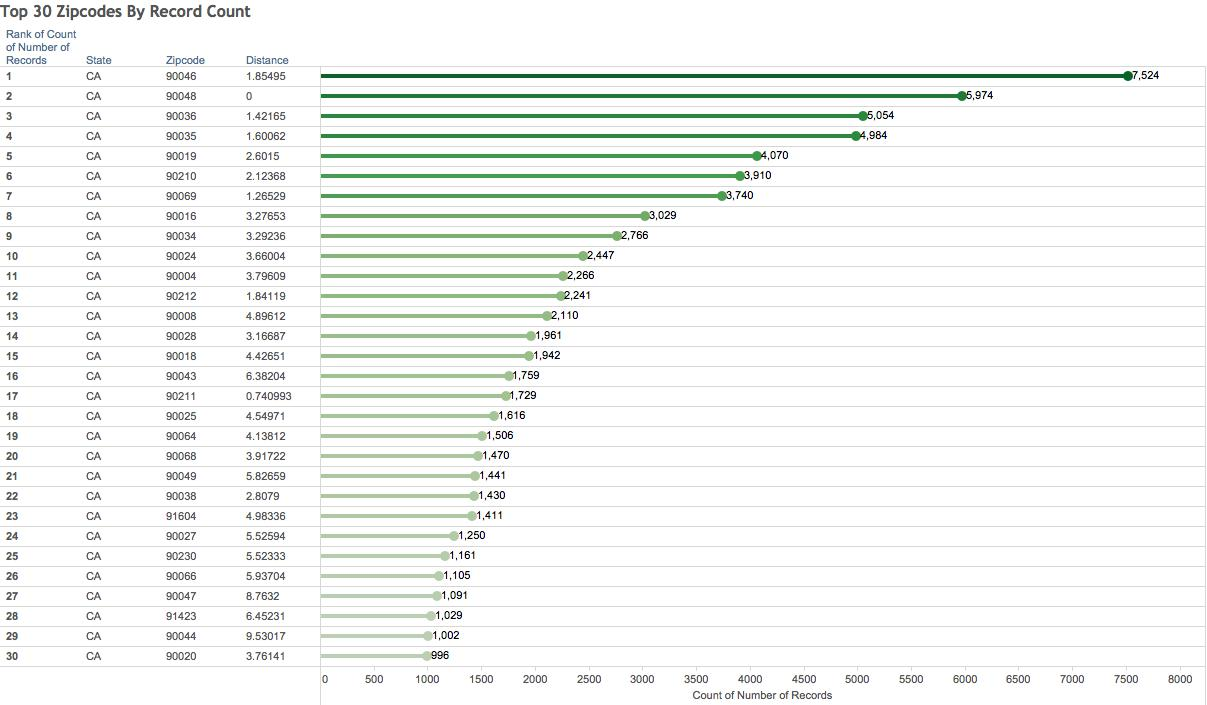 Top 30 Zipcodes By Record Count
Rank of Count
of Number of
Records State Zipcode Distance
1 CA 90046 1.85495 7,524
2 CA 90048 0 5,974
3 CA 90036 1.42165 5,054
4 CA 90035 1.60062 4,984
5 CA 90019 2.6015 4,070
6 CA 90210 2.12368 3,910
7 CA 90069 1.26529 3,740
8 CA 90016 3.27653 3,029
9 CA 90034 3.29236 2,766
10 CA 90024 3.66004 2,447
11 CA 90004 3.79609 2,266
12 CA 90212 1.84119 2,241
13 CA 90008 4.89612 2,110
14 CA 90028 3.16687 1,961
15 CA 90018 4.42651 1,942
16 CA 90043 6.38204 1,759
17 CA 90211 0.740993 1,729
18 CA 90025 4.54971 1,616
19 CA 90064 4.13812 1,506
20 CA 90068 3.91722 1,470
21 CA 90049 5.82659 1,441
22 CA 90038 2.8079 1,430
23 CA 91604 4.98336 1,411
24 CA 90027 5.52594 1,250
25 CA 90230 5.52333 1,161
26 CA 90066 5.93704 1,105
27 CA 90047 8.7632 1,091
28 CA 91423 6.45231 1,029
29 CA 90044 9.53017 1,002
30 CA 90020 3.76141 996
0 500 1000 1500 2000 2500 3000 3500 4000 4500 5000 5500 6000 6500 7000 7500 8000
Count of Number of Records